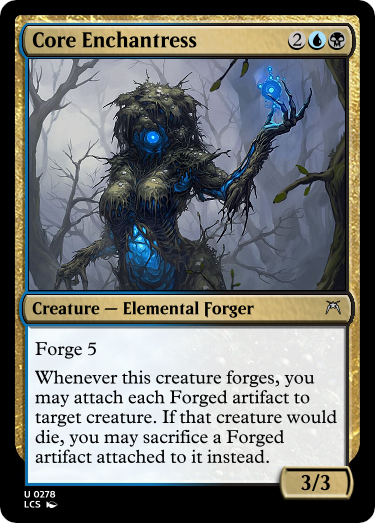 Core Enchantress 2
Creature — Elemental Forger
Forge 5
Whenever this creature forges, you
may attach each Forged artifact to
target creature. If that creature would
die, you may sacrifice a Forged
artifact attached to it instead.
3/3
U 0278
LCS